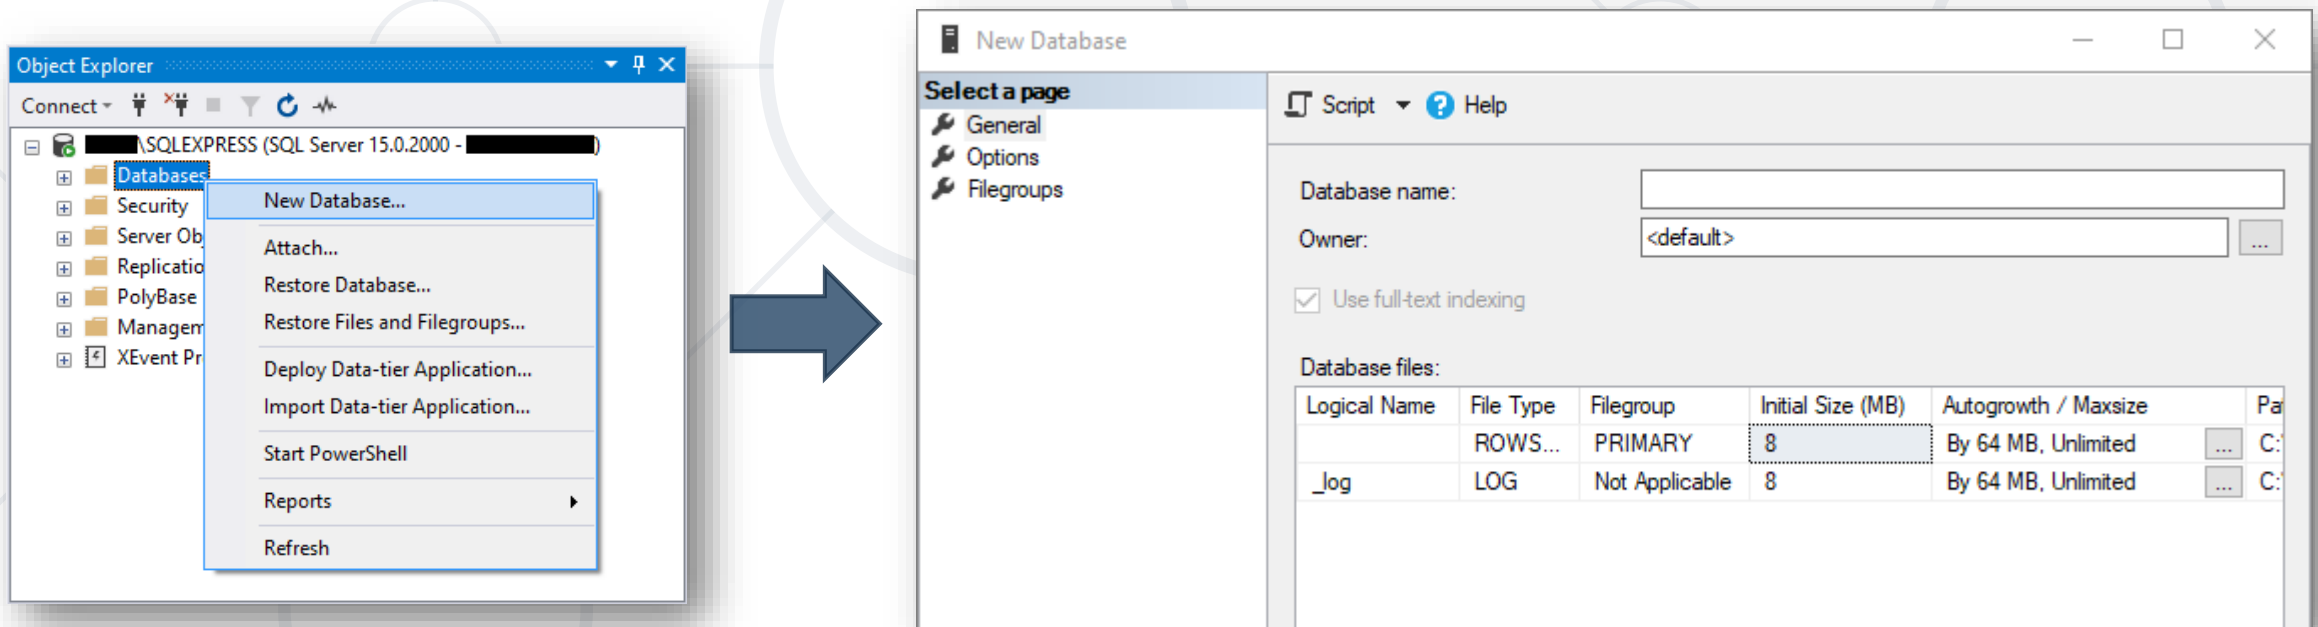 Object Explorer
Connect
\SQLEXPRESS (SQL Server 15.0.2000 - )
Databases
Security
Server Ob
Replicatio
PolyBase
Managem
XEvent Pr
New Database...
Attach...
Restore Database...
Restore Files and Filegroups...
Deploy Data-tier Application...
Import Data-tier Application...
Start PowerShell
Reports
Refresh
New Database
Select a page
General
Options
Filegroups
Script Help
Database name:
Owner: <default> ...
Use full-text indexing
Database files:
Logical Name File Type Filegroup Initial Size (MB) Autogrowth / Maxsize Pa
ROWS... PRIMARY 8 By 64 MB, Unlimited ... C:
_log LOG Not Applicable 8 By 64 MB, Unlimited ... C: